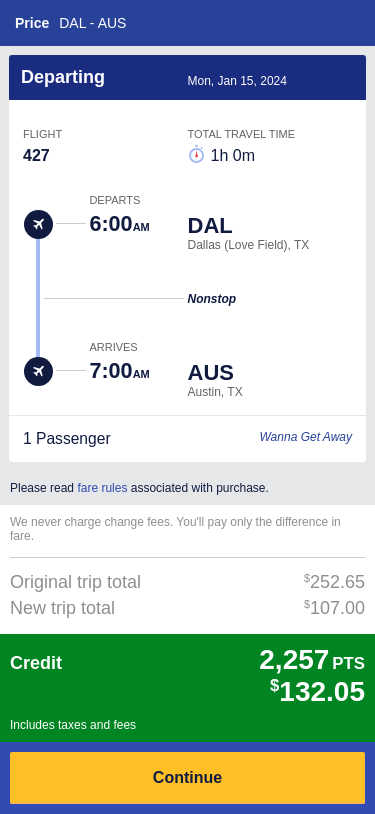 Price DAL - AUS
Departing Mon, Jan 15, 2024
FLIGHT TOTAL TRAVEL TIME
427 1h 0m
DEPARTS
6:00AM DAL
Dallas (Love Field), TX
Nonstop
ARRIVES
7:00AM AUS
Austin, TX
1 Passenger Wanna Get Away
Please read fare rules associated with purchase.
We never charge change fees. You'll pay only the difference in
fare.
Original trip total $252.65
New trip total $107.00
Credit 2,257 PTS
$132.05
Includes taxes and fees
Continue